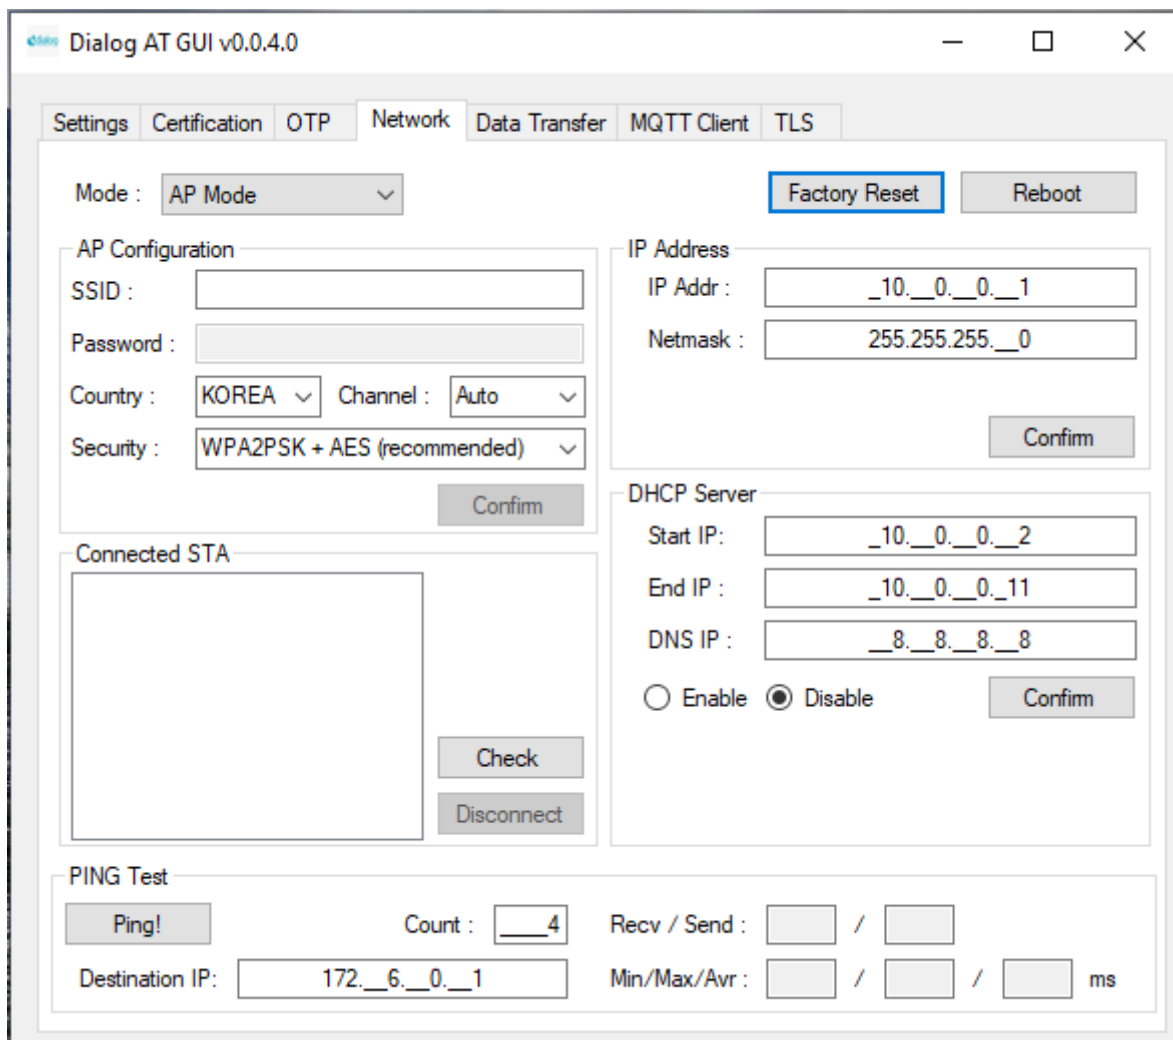 dialog Dialog AT GUI v0.0.4.0
Settings Certification OTP Network Data Transfer MQTT Client TLS
Mode : AP Mode Factory Reset Reboot
AP Configuration
SSID :
Password :
Country : KOREA Channel : Auto
Security : WPA2PSK + AES (recommended)
Confirm
IP Address
IP Addr : _10.__0.__0.__1
Netmask : 255.255.255.__0
Confirm
Connected STA
Check
Disconnect
DHCP Server
Start IP: _10.__0.__0.__2
End IP : _10.__0.__0._11
DNS IP : __8.__8.__8.__8
Enable Disable Confirm
PING Test
Ping! Count : ____4 Recv / Send : /
Destination IP: 172.__6.__0.__1 Min/Max/Avr : / / ms